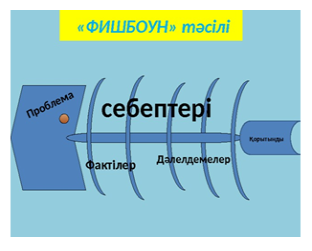 «ФИШБОУН» тәсілі
Проблема
себептері
Қорытынды
Фактілер
Дәлелдемелер